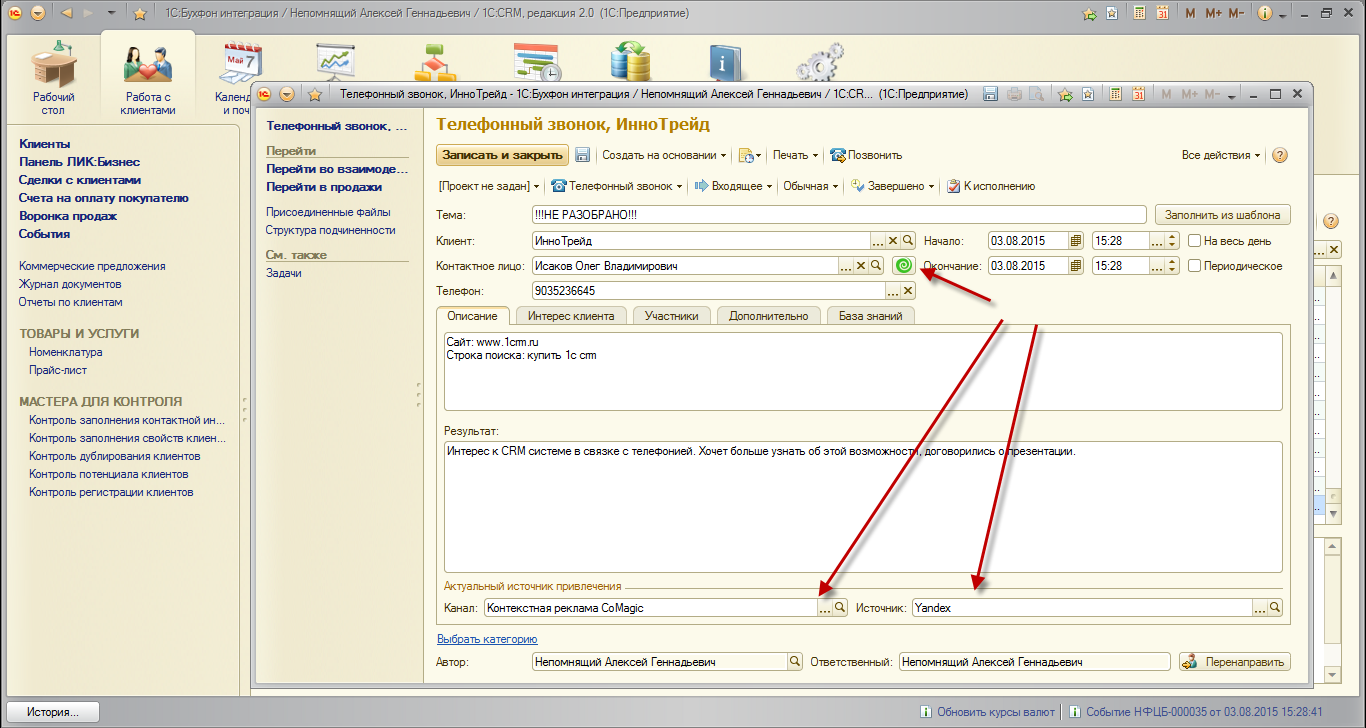 1С:Бухфон интеграция / Непомнящий Алексей Геннадьевич / 1С:CRM, редакция 2.0 (1С:Предприятие)
M M+ M-
Рабочий
стол
Работа с
клиентами
Май
7
Календ
и поч
Клиенты
Панель ЛИК:Бизнес
Сделки с клиентами
Счета на оплату покупателю
Воронка продаж
События
Коммерческие предложения
Журнал документов
Отчеты по клиентам
ТОВАРЫ И УСЛУГИ
Номенклатура
Прайс-лист
МАСТЕРА ДЛЯ КОНТРОЛЯ
Контроль заполнения контактной ин...
Контроль заполнения свойств клиен...
Контроль дублирования клиентов
Контроль потенциала клиентов
Контроль регистрации клиентов
Телефонный звонок, ИнноТрейд - 1С:Бухфон интеграция / Непомнящий Алексей Геннадьевич / 1С:CR... (1С:Предприятие)
M M+ M-
Телефонный звонок, ...
Перейти
Перейти во взаимоде...
Перейти в продажи
Присоединенные файлы
Структура подчиненности
См. также
Задачи
Телефонный звонок, ИнноТрейд
Записать и закрыть Создать на основании Печать Позвонить Все действия
[Проект не задан] Телефонный звонок Входящее Обычная Завершено К исполнению
Тема: !!!НЕ РАЗОБРАНО!!! Заполнить из шаблона
Клиент: ИнноТрейд Начало: 03.08.2015 15:28 На весь день
Контактное лицо: Исаков Олег Владимирович Окончание: 03.08.2015 15:28 Периодическое
Телефон: 9035236645
Описание Интерес клиента Участники Дополнительно База знаний
Сайт: www.1crm.ru
Строка поиска: купить 1с crm
Результат:
Интерес к CRM системе в связке с телефонией. Хочет больше узнать об этой возможности, договорились о презентации.
Актуальный источник привлечения
Канал: Контекстная реклама CoMagic Источник: Yandex
Выбрать категорию
Автор: Непомнящий Алексей Геннадьевич Ответственный: Непомнящий Алексей Геннадьевич Перенаправить
История... Обновить курсы валют Событие НФЦБ-000035 от 03.08.2015 15:28:41